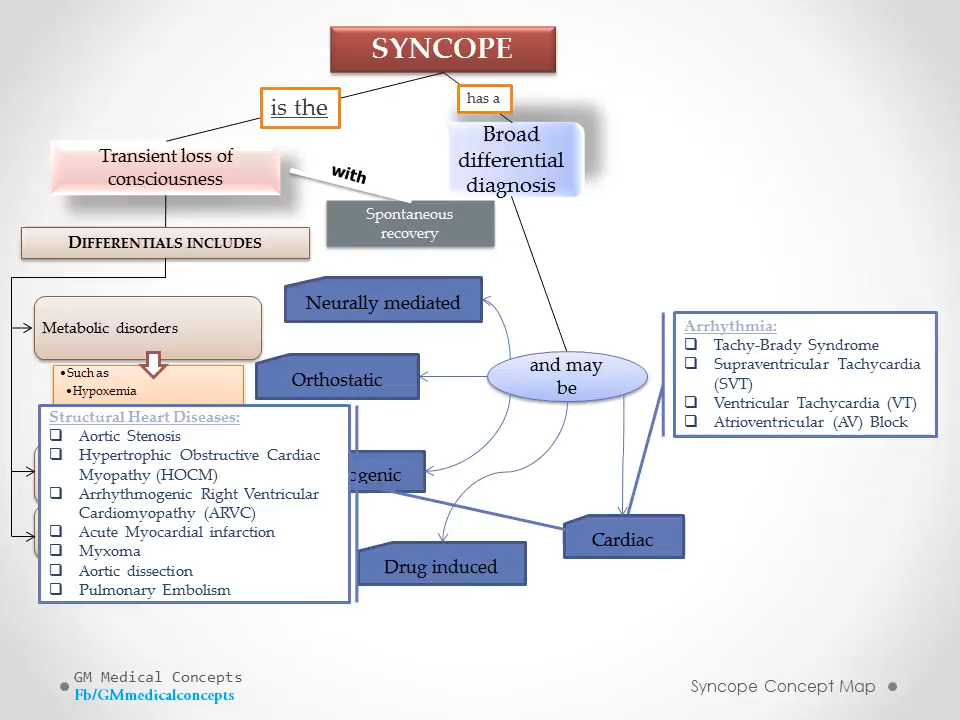 SYNCOPE
is the
has a
Transient loss of
consciousness
with
Spontaneous
recovery
Broad
differential
diagnosis
DIFFERENTIALS INCLUDES
Metabolic disorders
•Such as
•Hypoxemia
Neurally mediated
Orthostatic
and may
be
Arrhythmia:
❑ Tachy-Brady Syndrome
❑ Supraventricular Tachycardia
(SVT)
❑ Ventricular Tachycardia (VT)
❑ Atrioventricular (AV) Block
Structural Heart Diseases:
❑ Aortic Stenosis
❑ Hypertrophic Obstructive Cardiac
Myopathy (HOCM)
❑ Arrhythmogenic Right Ventricular
Cardiomyopathy (ARVC)
❑ Acute Myocardial infarction
❑ Myxoma
❑ Aortic dissection
❑ Pulmonary Embolism
ogenic
Drug induced
Cardiac
GM Medical Concepts
Fb/GMmedicalconcepts
Syncope Concept Map